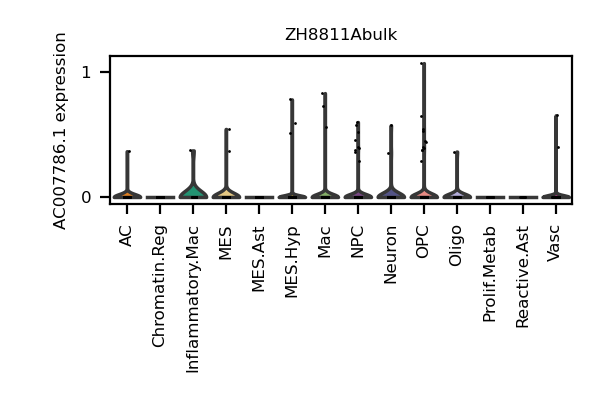 ZH8811Abulk
AC007786.1 expression
1
0
AC
Chromatin.Reg
Inflammatory.Mac
MES
MES.Ast
MES.Hyp
Mac
NPC
Neuron
OPC
Oligo
Prolif.Metab
Reactive.Ast
Vasc